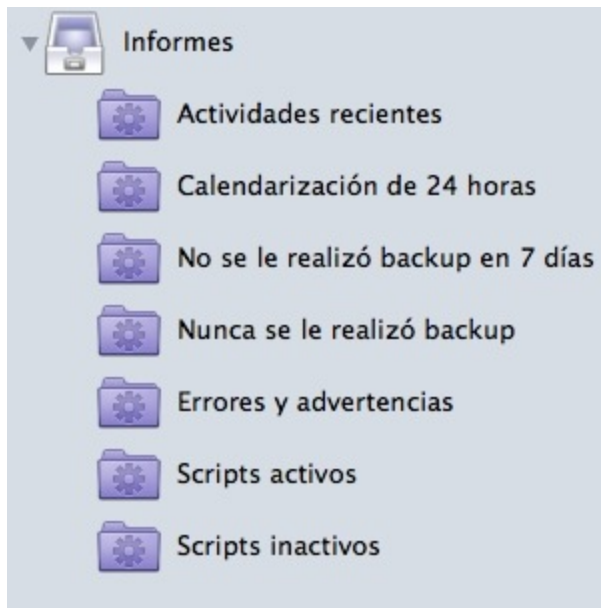 Informes
Actividades recientes
Calendarización de 24 horas
No se le realizó backup en 7 días
Nunca se le realizó backup
Errores y advertencias
Scripts activos
Scripts inactivos